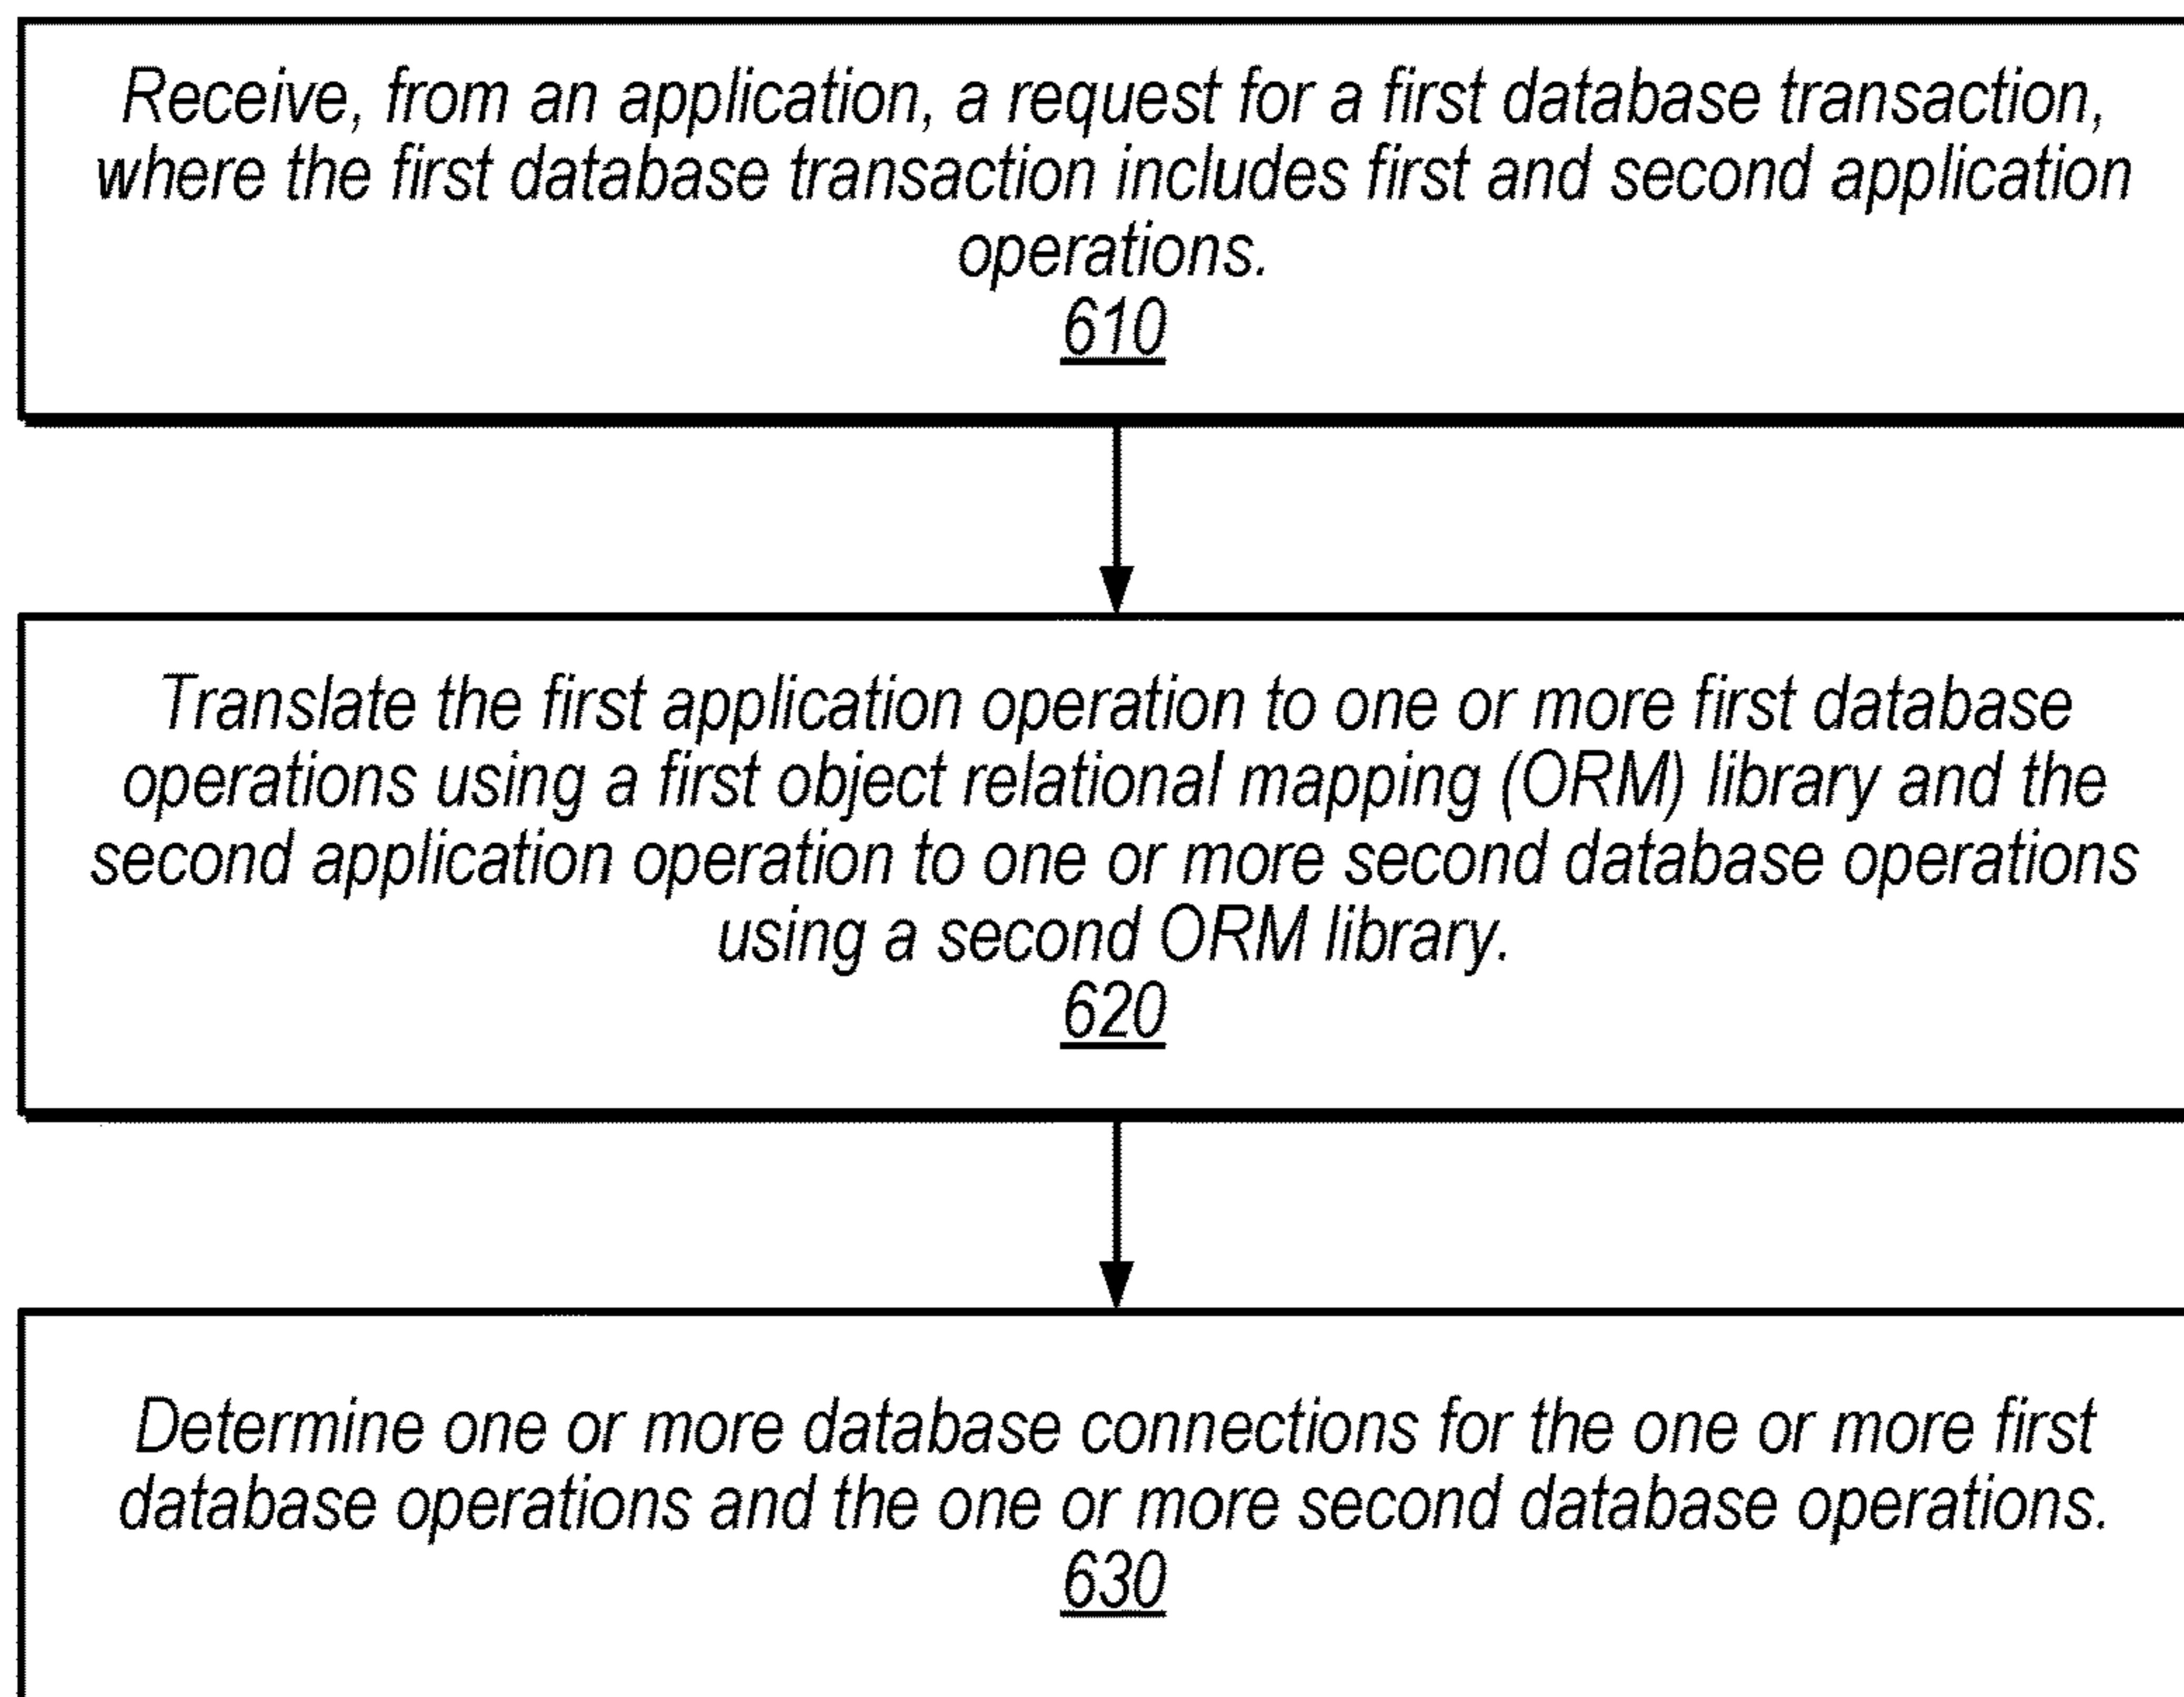 Receive, from an application, a request for a first database transaction,
where the first database transaction includes first and second application
operations.
610
Translate the first application operation to one or more first database
operations using a first object relational mapping (ORM) library and the
second application operation to one or more second database operations
using a second ORM library.
620
Determine one or more database connections for the one or more first
database operations and the one or more second database operations.
630